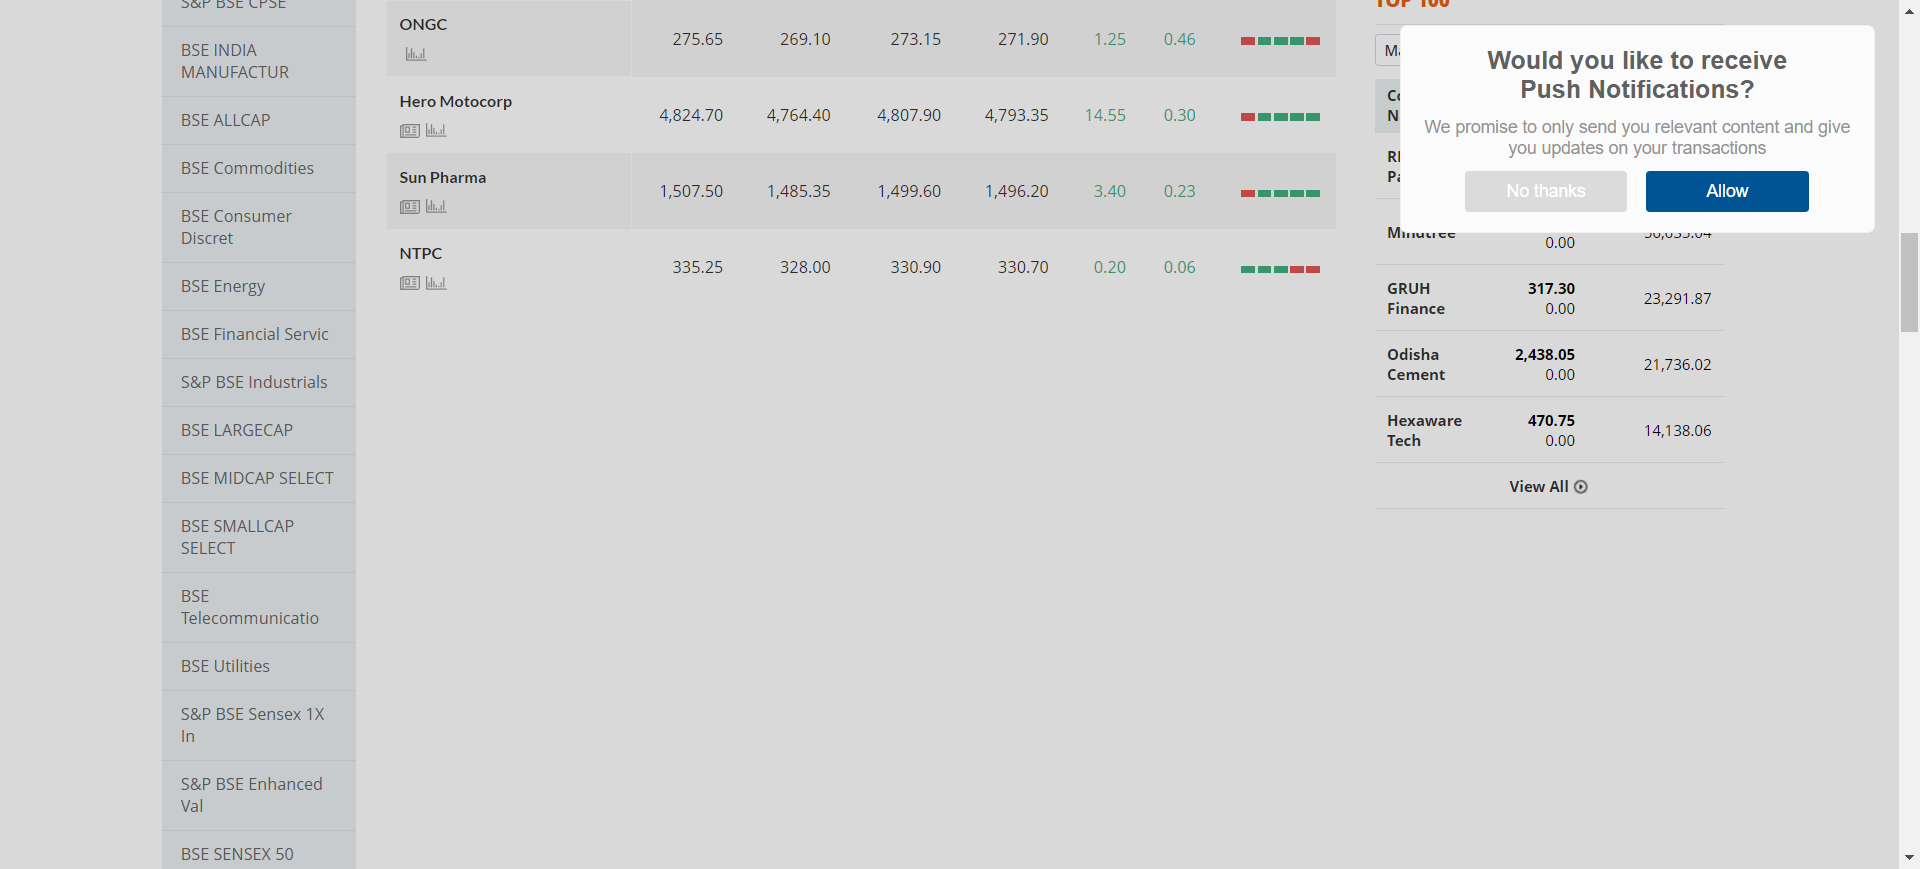 S&P BSE CPSE
BSE INDIA
MANUFACTUR
BSE ALLCAP
BSE Commodities
BSE Consumer
Discret
BSE Energy
BSE Financial Servic
S&P BSE Industrials
BSE LARGECAP
BSE MIDCAP SELECT
BSE SMALLCAP
SELECT
BSE
Telecommunicatio
BSE Utilities
S&P BSE Sensex 1X
In
S&P BSE Enhanced
Val
BSE SENSEX 50
ONGC
275.65 269.10 273.15 271.90 1.25 0.46
Hero Motocorp
4,824.70 4,764.40 4,807.90 4,793.35 14.55 0.30
Sun Pharma
1,507.50 1,485.35 1,499.60 1,496.20 3.40 0.23
NTPC
335.25 328.00 330.90 330.70 0.20 0.06
TOP 100
Would you like to receive
Push Notifications?
We promise to only send you relevant content and give
you updates on your transactions
No thanks Allow
Mindtree
0.00
GRUH
Finance
317.30
0.00
23,291.87
Odisha
Cement
2,438.05
0.00
21,736.02
Hexaware
Tech
470.75
0.00
14,138.06
View All